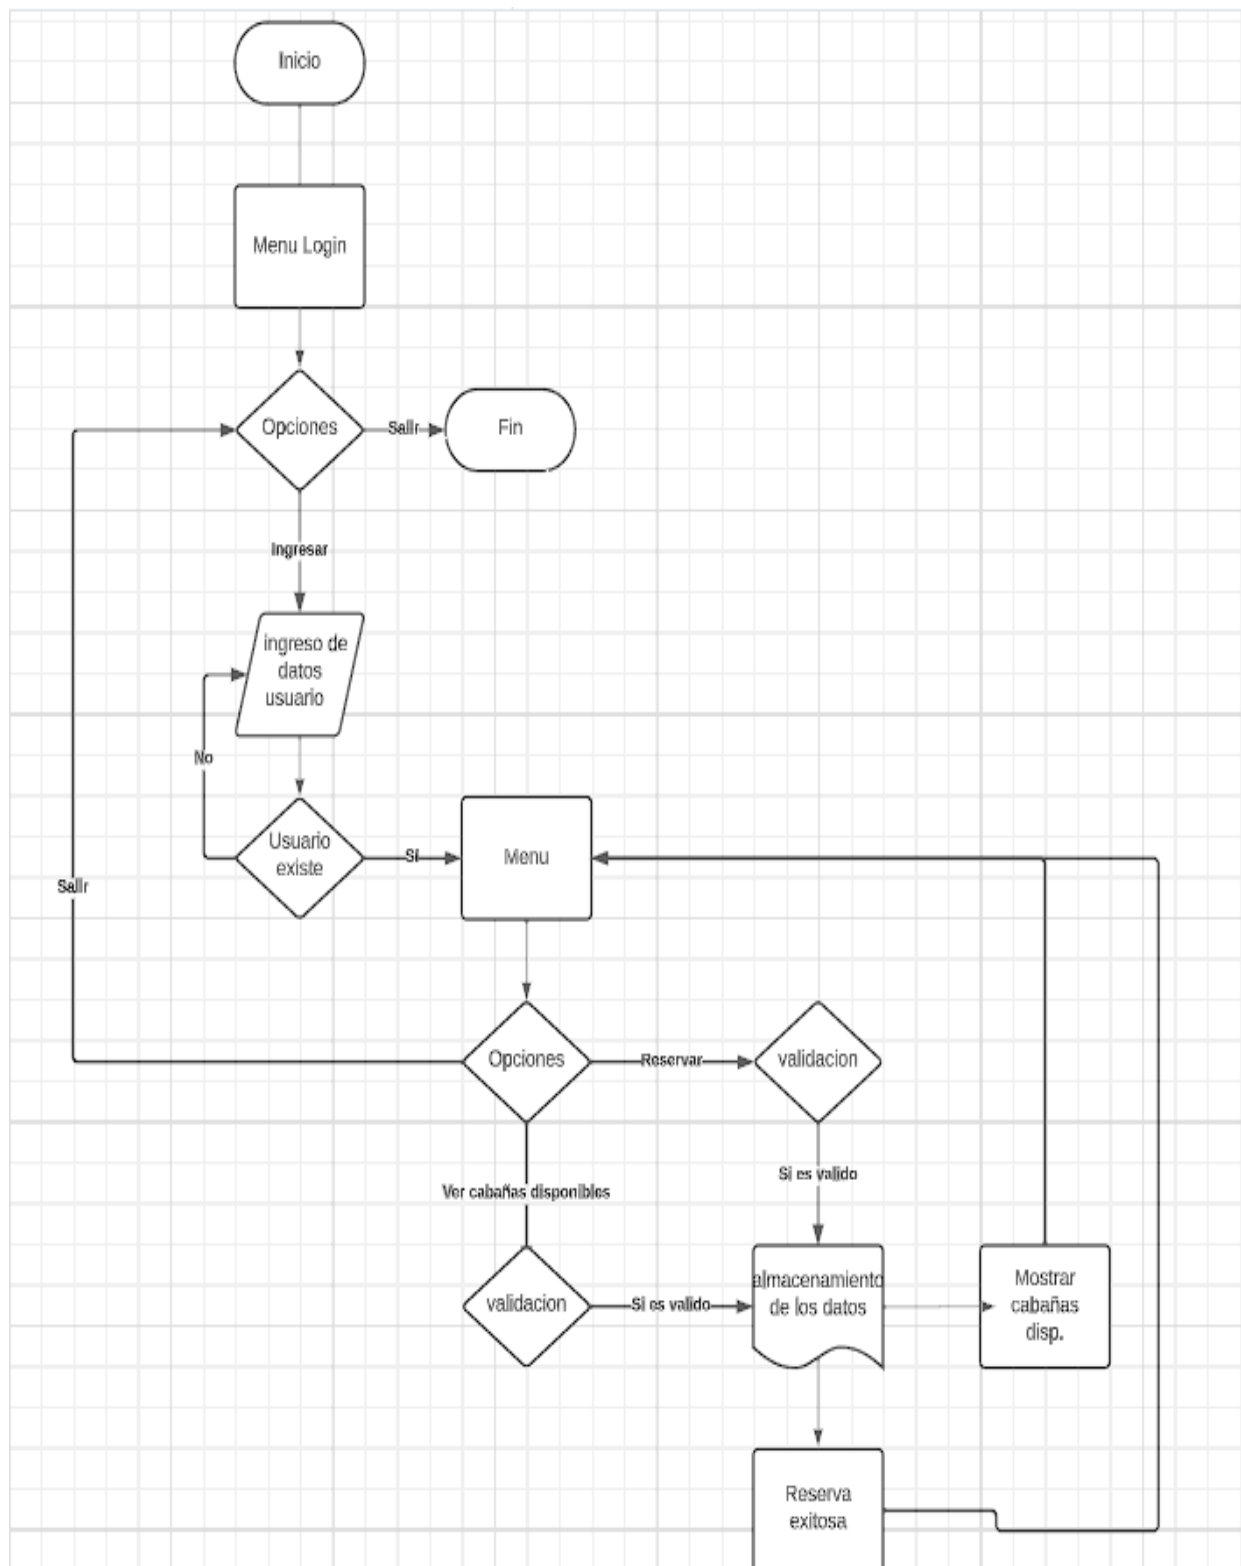 Inicio
Menu Login
Opciones
Salir
Fin
Ingresar
ingreso de
datos
usuario
No
Usuario
existe
Si
Menu
Salir
Opciones
Reservar
validacion
Ver cabañas disponibles
Si es valido
validacion
Si es valido
almacenamiento
de los datos
Mostrar
cabañas
disp.
Reserva
exitosa